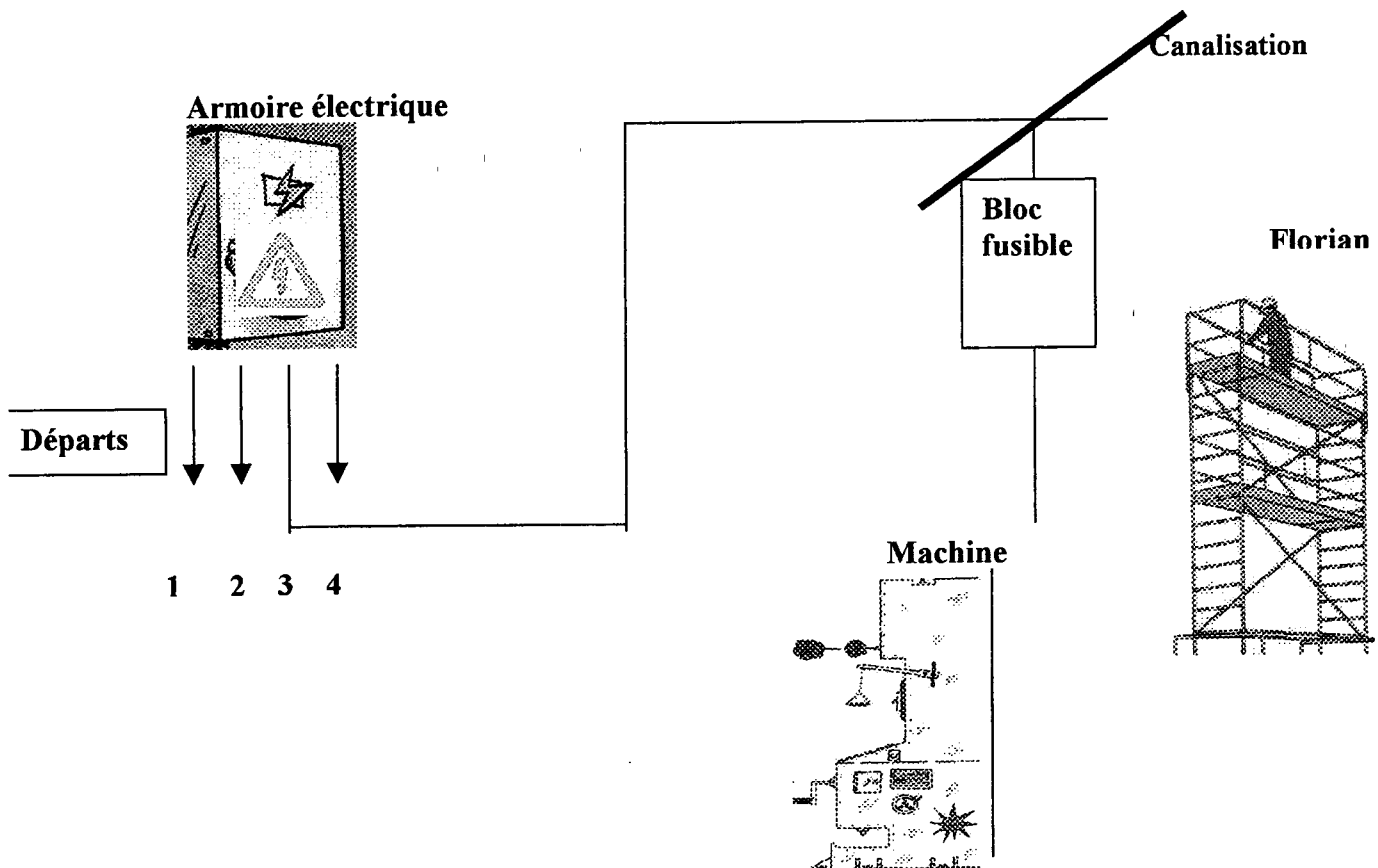 Canalisation
Armoire électrique
Bloc
fusible
Florian
Départs
Machine
1 2 3 4